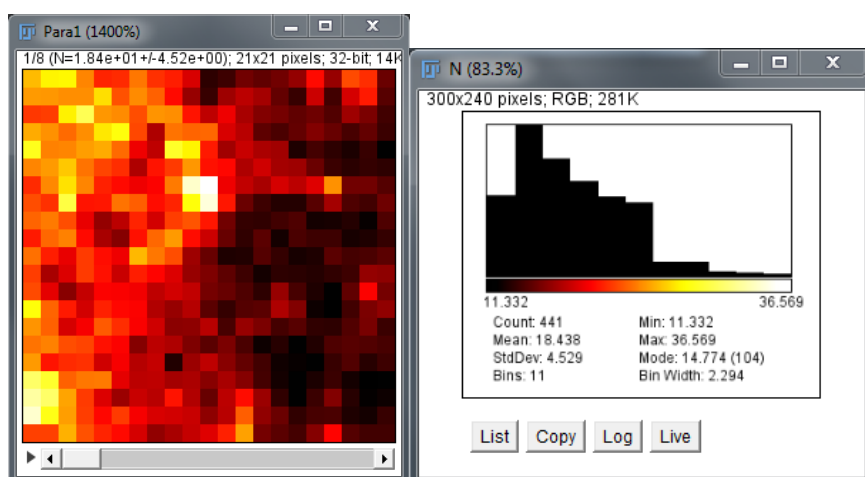 Para1 (1400%)
1/8 (N=1.84e+01+/-4.52e+00); 21x21 pixels; 32-bit; 14K
N (83.3%)
300x240 pixels; RGB; 281K
11.332 36.569
Count: 441 Min: 11.332
Mean: 18.438 Max: 36.569
StdDev: 4.529 Mode: 14.774 (104)
Bins: 11 Bin Width: 2.294
List Copy Log Live